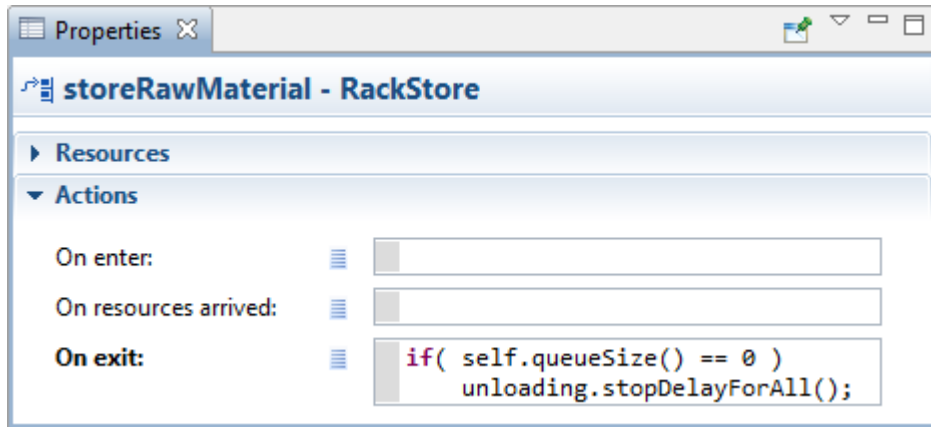 Properties
storeRawMaterial - RackStore
Resources
Actions
On enter:
On resources arrived:
On exit:
if( self.queueSize() == 0 )
unloading.stopDelayForAll();